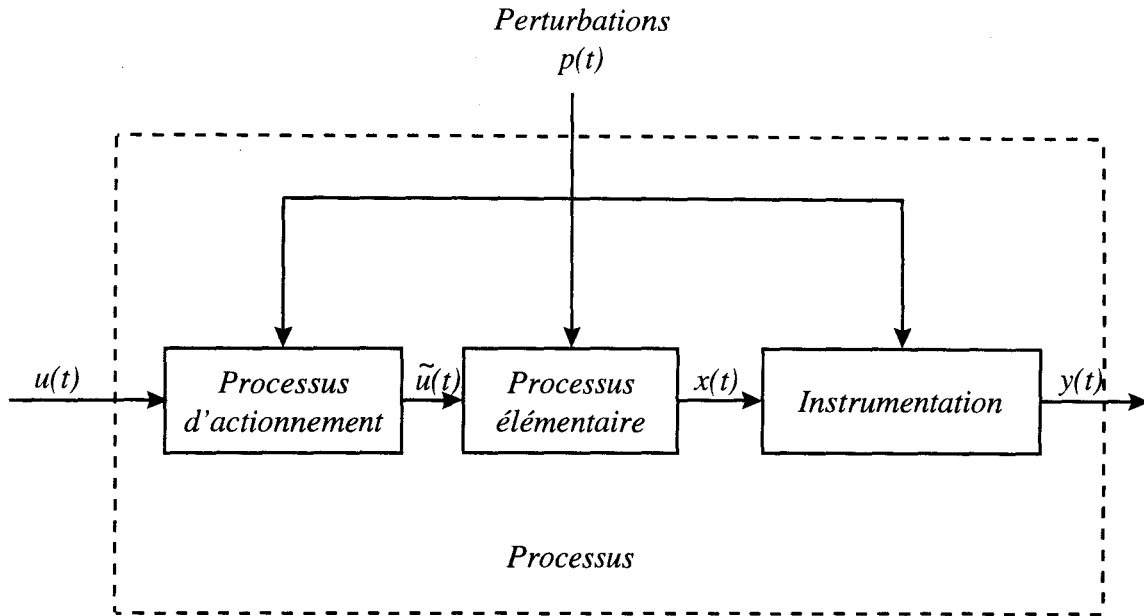 Perturbations
p(t)
u(t)
Processus
d'actionnement
ũ(t)
Processus
élémentaire
x(t)
Instrumentation
y(t)
Processus